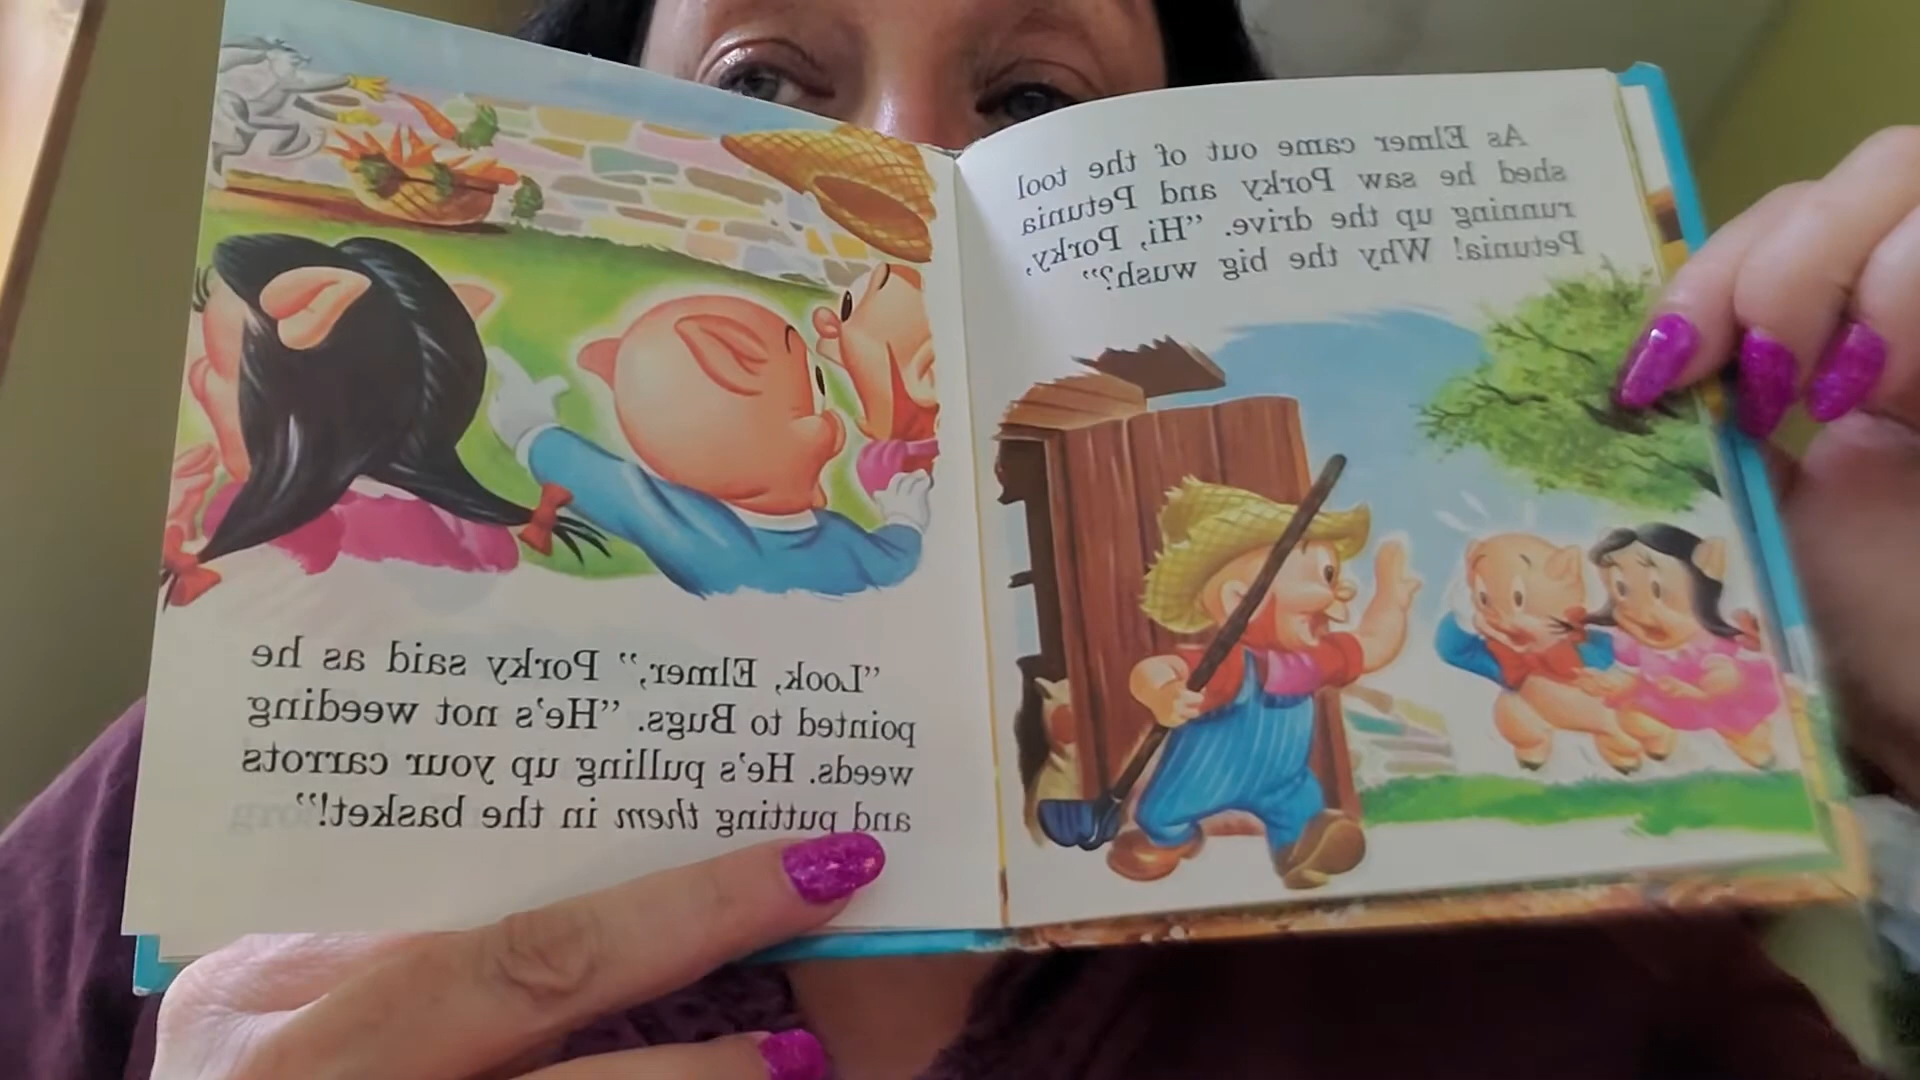 As Elmer came out of the tool
shed he saw Porky and Petunia
running up the drive. "Hi, Porky,
Petunia! Why the big wush?"
"Look, Elmer," Porky said as he
pointed to Bugs. "He's not weeding
weeds. He's pulling up your carrots
and putting them in the basket!"